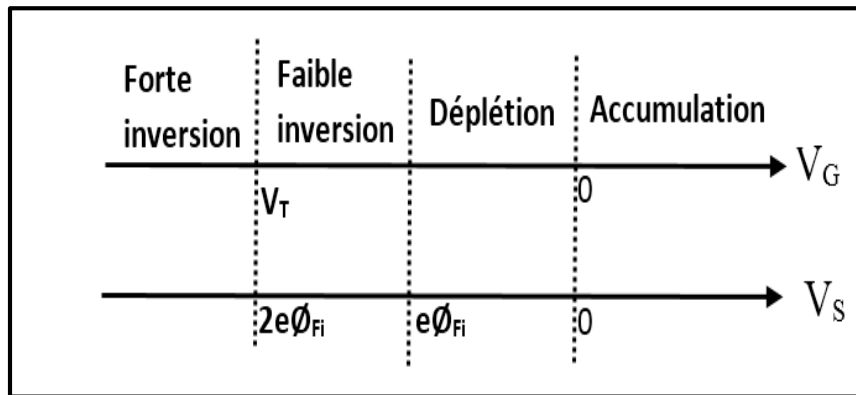 Forte inversion
Faible inversion
Déplétion
Accumulation
V_T
0
V_G
2eØ_Fi
eØ_Fi
0
V_S